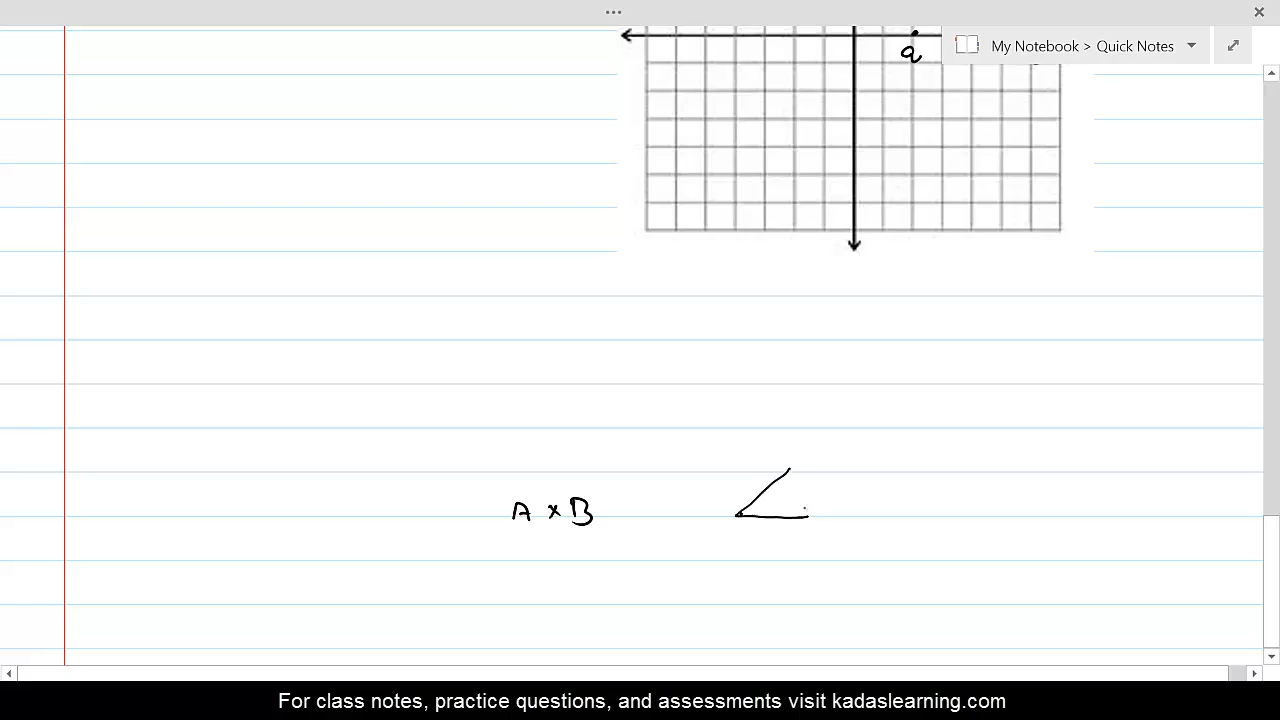 My Notebook > Quick Notes
a
A × B
For class notes, practice questions, and assessments visit kadaslearning.com